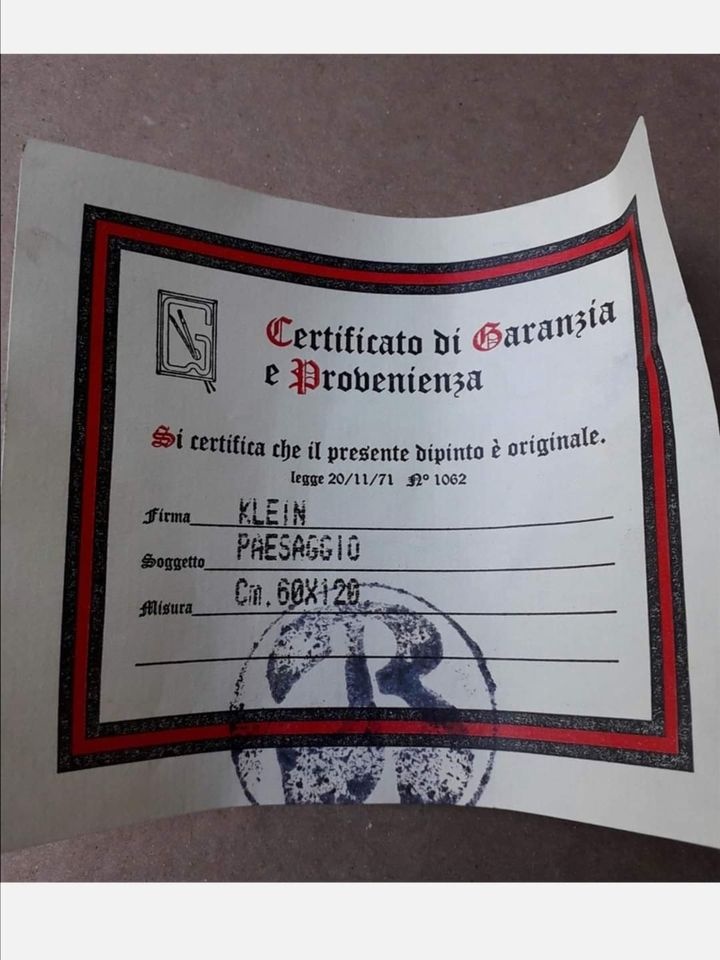 Certificato di Garanzia
e Provenienza
Si certifica che il presente dipinto è originale.
legge 20/11/71 Nº 1062
Firma KLEIN
Soggetto PAESAGGIO
Misura Cm. 60X120